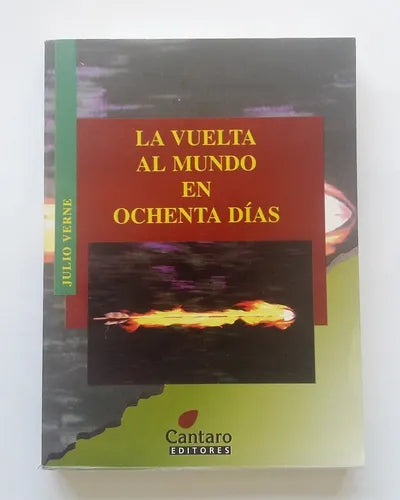 LA VUELTA
AL MUNDO
EN
OCHENTA DÍAS
JULIO VERNE
Cantaro
EDITORES